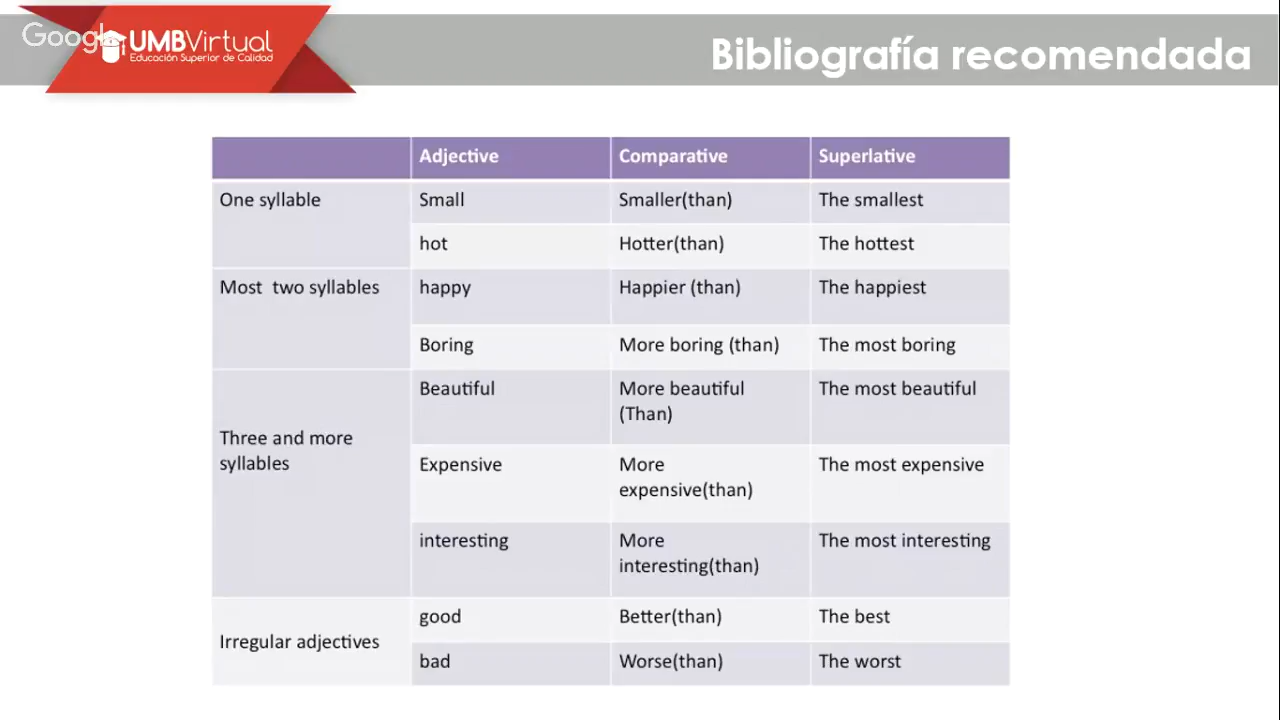 Google
UMBVirtual
Educación Superior de Calidad
Bibliografía recomendada
Adjective Comparative Superlative
One syllable Small Smaller(than) The smallest
hot Hotter(than) The hottest
Most two syllables happy Happier (than) The happiest
Boring More boring (than) The most boring
Beautiful More beautiful The most beautiful
(Than)
Three and more
syllables
Expensive More The most expensive
expensive(than)
interesting More The most interesting
interesting(than)
good Better(than) The best
Irregular adjectives
bad Worse(than) The worst